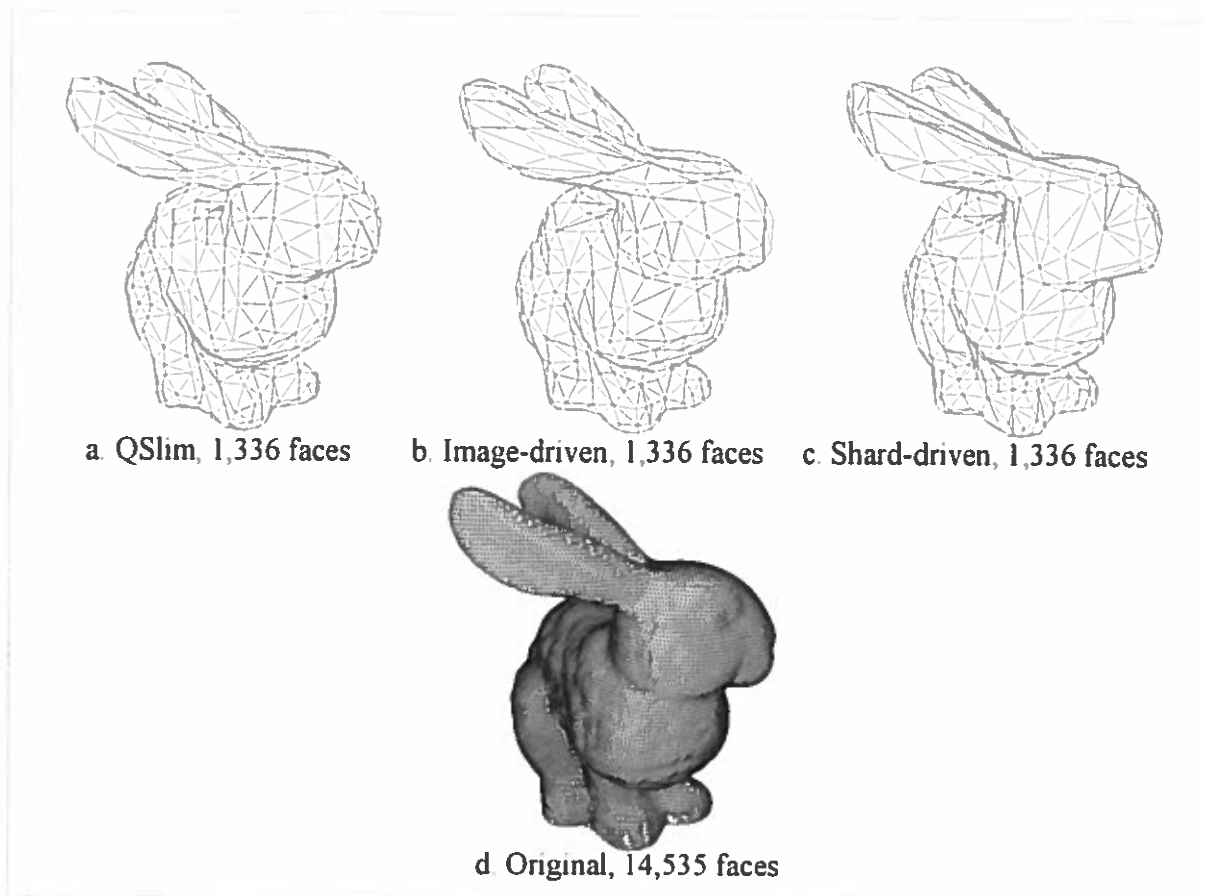 a. QSlim, 1,336 faces
b. Image-driven, 1,336 faces
c. Shard-driven, 1,336 faces
d. Original, 14,535 faces